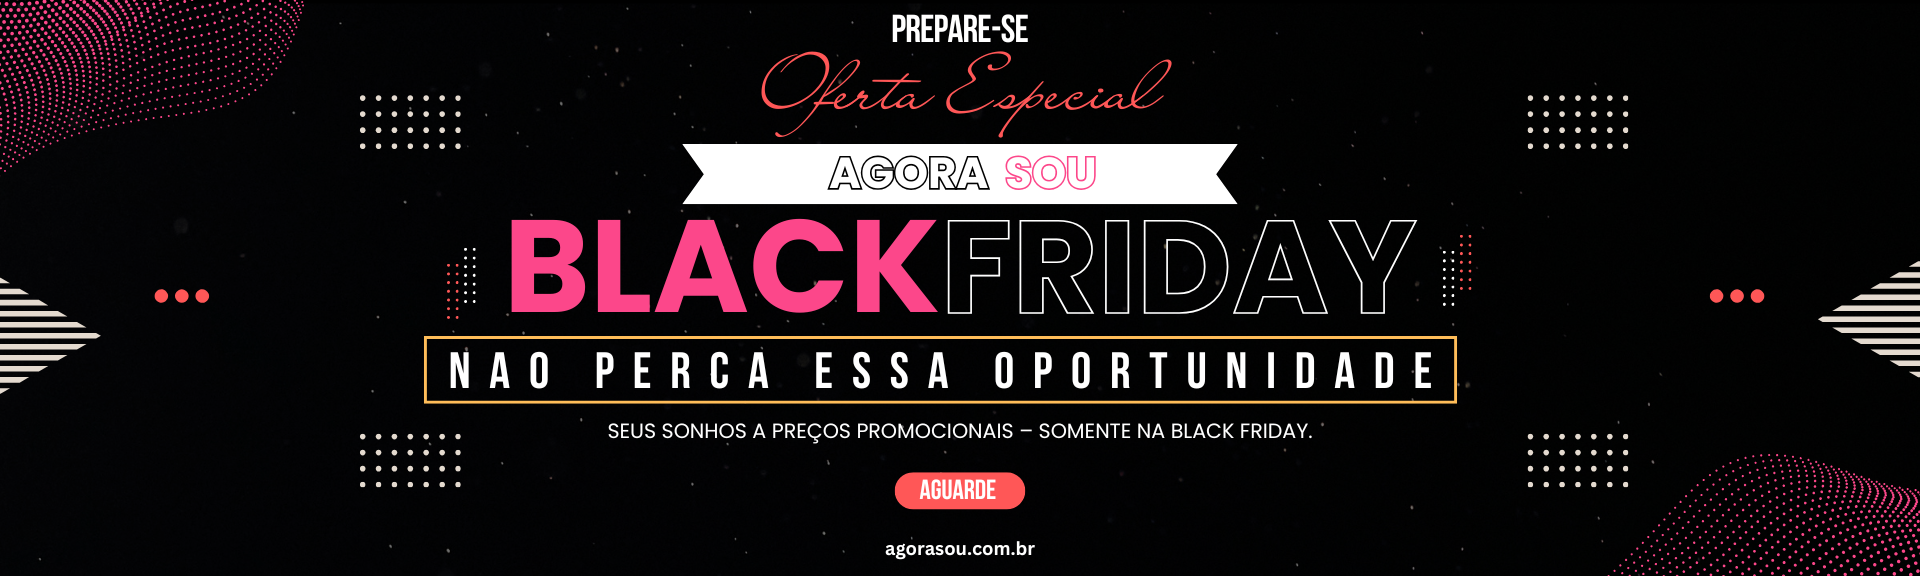 PREPARE-SE
Oferta Especial
AGORA SOU
BLACKFRIDAY
NAO PERCA ESSA OPORTUNIDADE
SEUS SONHOS A PREÇOS PROMOCIONAIS – SOMENTE NA BLACK FRIDAY.
AGUARDE
agorasou.com.br